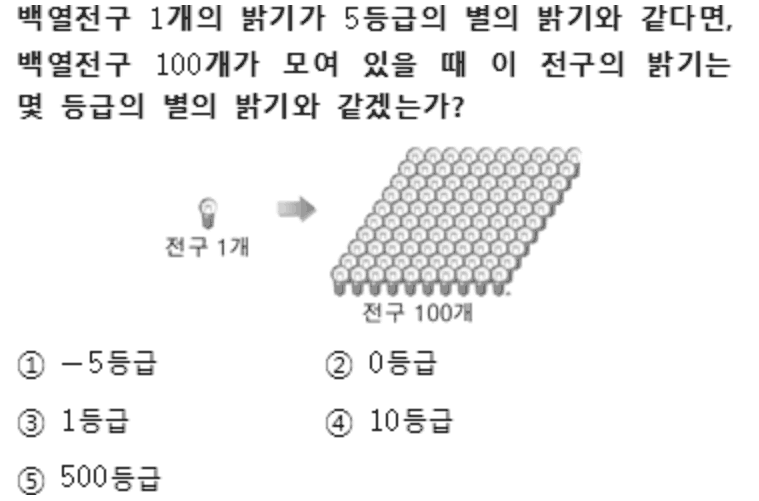 백열전구 1개의 밝기가 5등급의 별의 밝기와 같다면,
백열전구 100개가 모여 있을 때 이 전구의 밝기는
몇 등급의 별의 밝기와 같겠는가?
전구 1개
전구 100개
① －5등급 ② 0등급
③ 1등급 ④ 10등급
⑤ 500등급